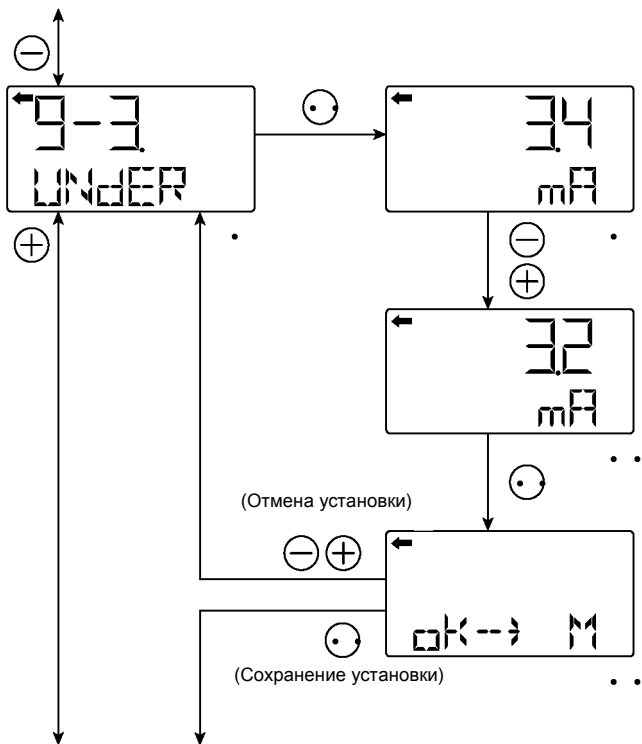 9-3.
UNdER
3.4
mA
3.2
mA
(Отмена установки)
oK--> M
(Сохранение установки)